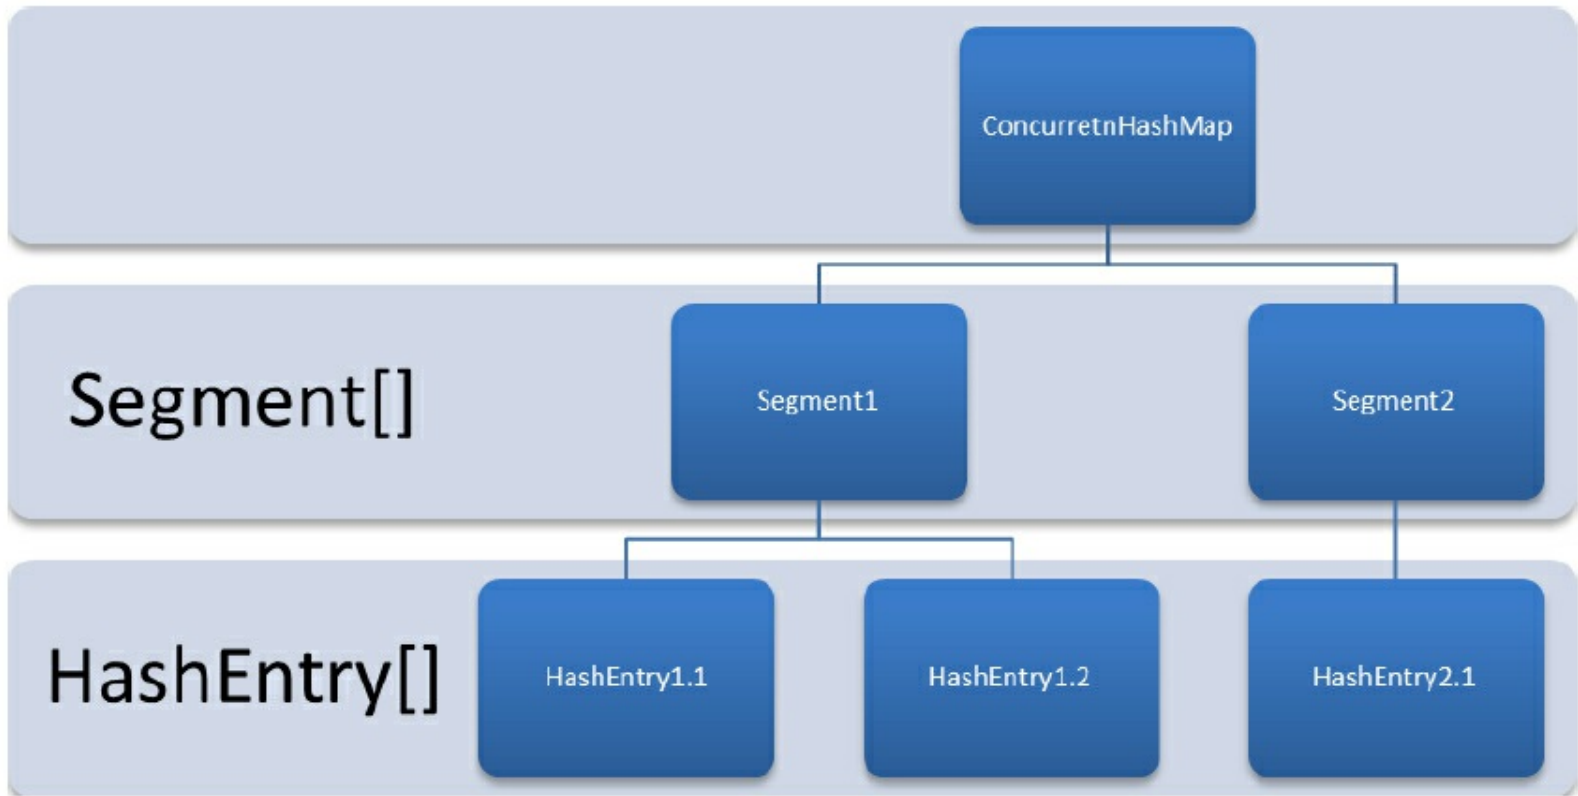 ConcurretnHashMap
Segment[]
Segment1
Segment2
HashEntry[]
HashEntry1.1
HashEntry1.2
HashEntry2.1